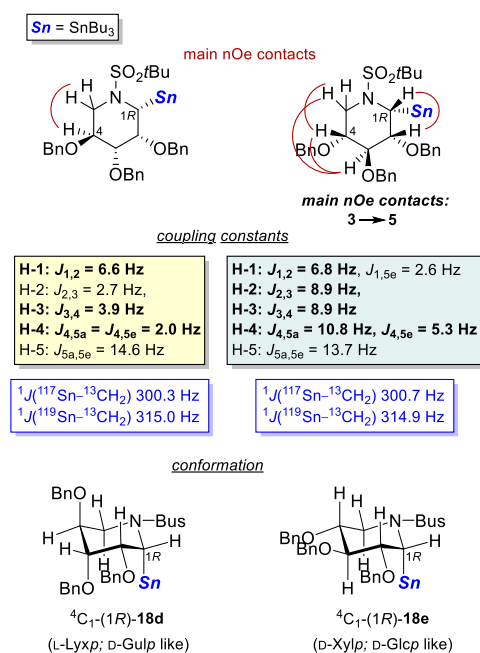 Sn = SnBu3
main nOe contacts
SO2tBu
H
N
H
Sn
1R
H
4
BnO
OBn
OBn
SO2tBu
H
N
H
H
Sn
1R
H
4
H
BnO
H
OBn
OBn
main nOe contacts:
3 → 5
coupling constants
H-1: J1,2 = 6.6 Hz
H-2: J2,3 = 2.7 Hz,
H-3: J3,4 = 3.9 Hz
H-4: J4,5a = J4,5e = 2.0 Hz
H-5: J5a,5e = 14.6 Hz
H-1: J1,2 = 6.8 Hz, J1,5e = 2.6 Hz
H-2: J2,3 = 8.9 Hz,
H-3: J3,4 = 8.9 Hz
H-4: J4,5a = 10.8 Hz, J4,5e = 5.3 Hz
H-5: J5a,5e = 13.7 Hz
1J(117Sn–13CH2) 300.3 Hz
1J(119Sn–13CH2) 315.0 Hz
1J(117Sn–13CH2) 300.7 Hz
1J(119Sn–13CH2) 314.9 Hz
conformation
BnO
H
H
H
N
Bus
H
H
H
1R
BnO
BnO
Sn
4C1-(1R)-18d
(L-Lyxp; D-Gulp like)
H
H
H
N
Bus
BnO
BnO
H
H
1R
H
BnO
Sn
4C1-(1R)-18e
(D-Xylp; D-Glcp like)